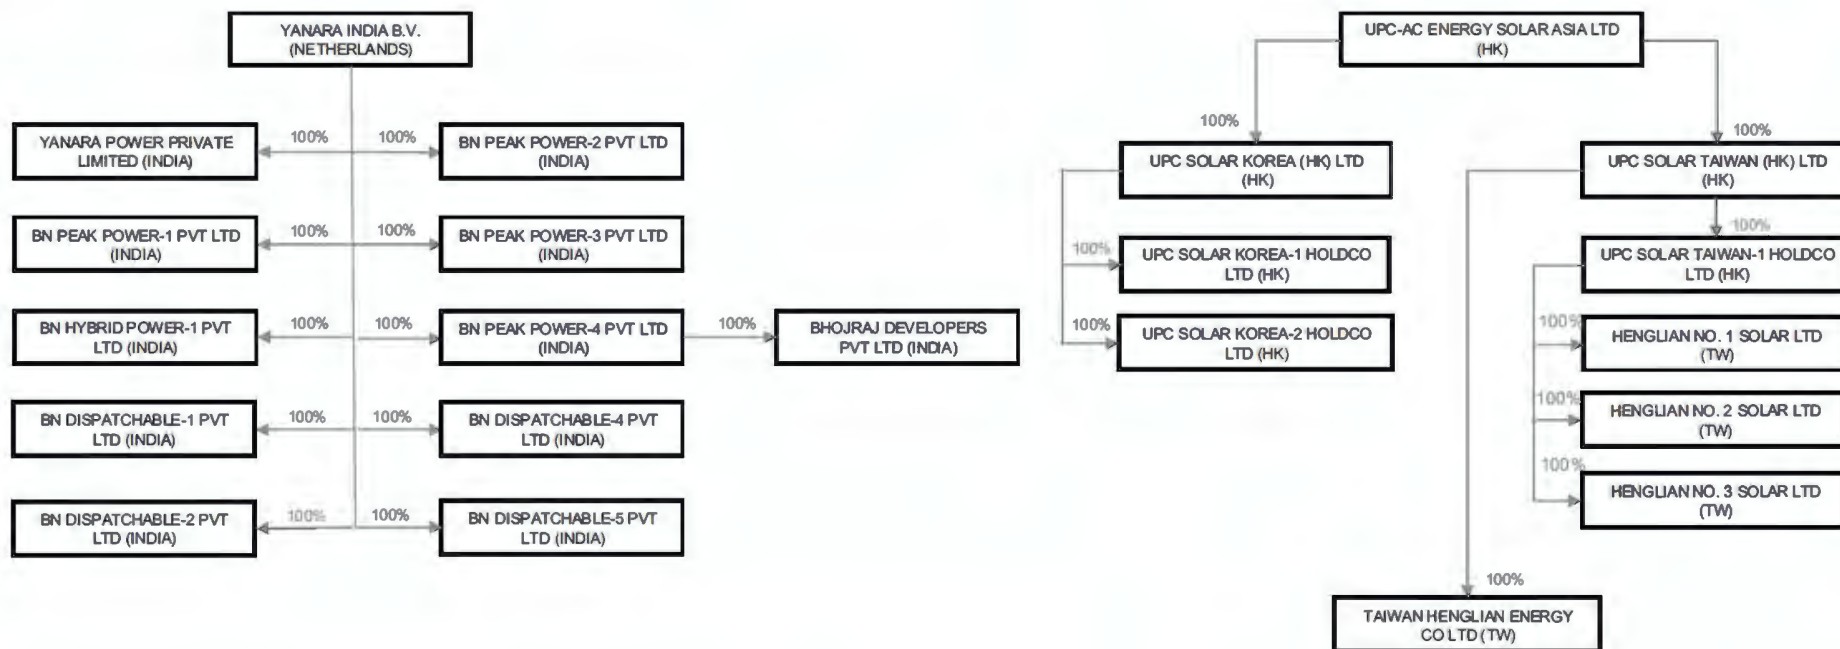 YANARA INDIA B.V.
(NETHERLANDS)
YANARA POWER PRIVATE
LIMITED (INDIA)
100%
100%
BN PEAK POWER-2 PVT LTD
(INDIA)
BN PEAK POWER-1 PVT LTD
(INDIA)
100%
100%
BN PEAK POWER-3 PVT LTD
(INDIA)
BN HYBRID POWER-1 PVT
LTD (INDIA)
100%
100%
BN PEAK POWER-4 PVT LTD
(INDIA)
100%
BHOJRAJ DEVELOPERS
PVT LTD (INDIA)
BN DISPATCHABLE-1 PVT
LTD (INDIA)
100%
100%
BN DISPATCHABLE-4 PVT
LTD (INDIA)
BN DISPATCHABLE-2 PVT
LTD (INDIA)
100%
100%
BN DISPATCHABLE-5 PVT
LTD (INDIA)
UPC-AC ENERGY SOLAR ASIA LTD
(HK)
100%
100%
UPC SOLAR KOREA (HK) LTD
(HK)
UPC SOLAR TAIWAN (HK) LTD
(HK)
100%
100%
UPC SOLAR KOREA-1 HOLDCO
LTD (HK)
UPC SOLAR TAIWAN-1 HOLDCO
LTD (HK)
100%
UPC SOLAR KOREA-2 HOLDCO
LTD (HK)
100%
HENGLIAN NO. 1 SOLAR LTD
(TW)
100%
HENGLIAN NO. 2 SOLAR LTD
(TW)
100%
HENGLIAN NO. 3 SOLAR LTD
(TW)
100%
TAIWAN HENGLIAN ENERGY
CO LTD (TW)